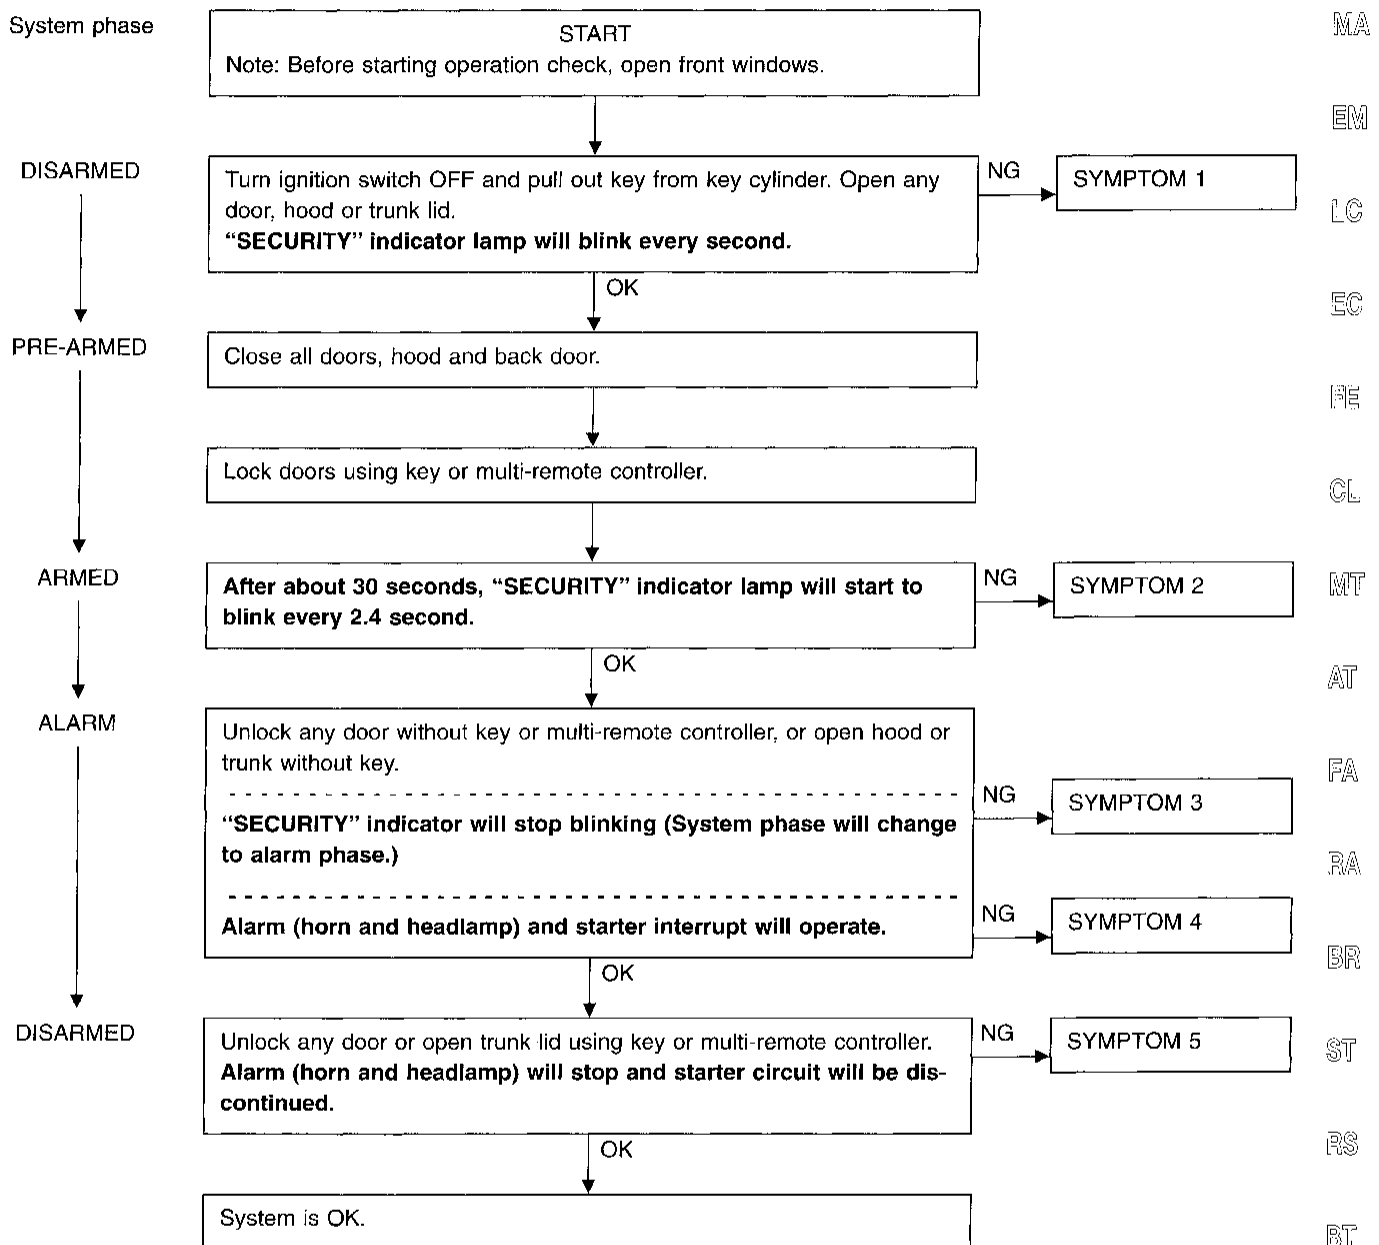 System phase
START
Note: Before starting operation check, open front windows.
DISARMED
Turn ignition switch OFF and pull out key from key cylinder. Open any
door, hood or trunk lid.
“SECURITY” indicator lamp will blink every second.
NG
SYMPTOM 1
OK
PRE-ARMED
Close all doors, hood and back door.
Lock doors using key or multi-remote controller.
ARMED
After about 30 seconds, “SECURITY” indicator lamp will start to
blink every 2.4 second.
NG
SYMPTOM 2
OK
ALARM
Unlock any door without key or multi-remote controller, or open hood or
trunk without key.
“SECURITY” indicator will stop blinking (System phase will change
to alarm phase.)
NG
SYMPTOM 3
Alarm (horn and headlamp) and starter interrupt will operate.
NG
SYMPTOM 4
OK
DISARMED
Unlock any door or open trunk lid using key or multi-remote controller.
Alarm (horn and headlamp) will stop and starter circuit will be dis-
continued.
NG
SYMPTOM 5
OK
System is OK.
MA
EM
LC
EC
FE
CL
MT
AT
FA
RA
BR
ST
RS
BT